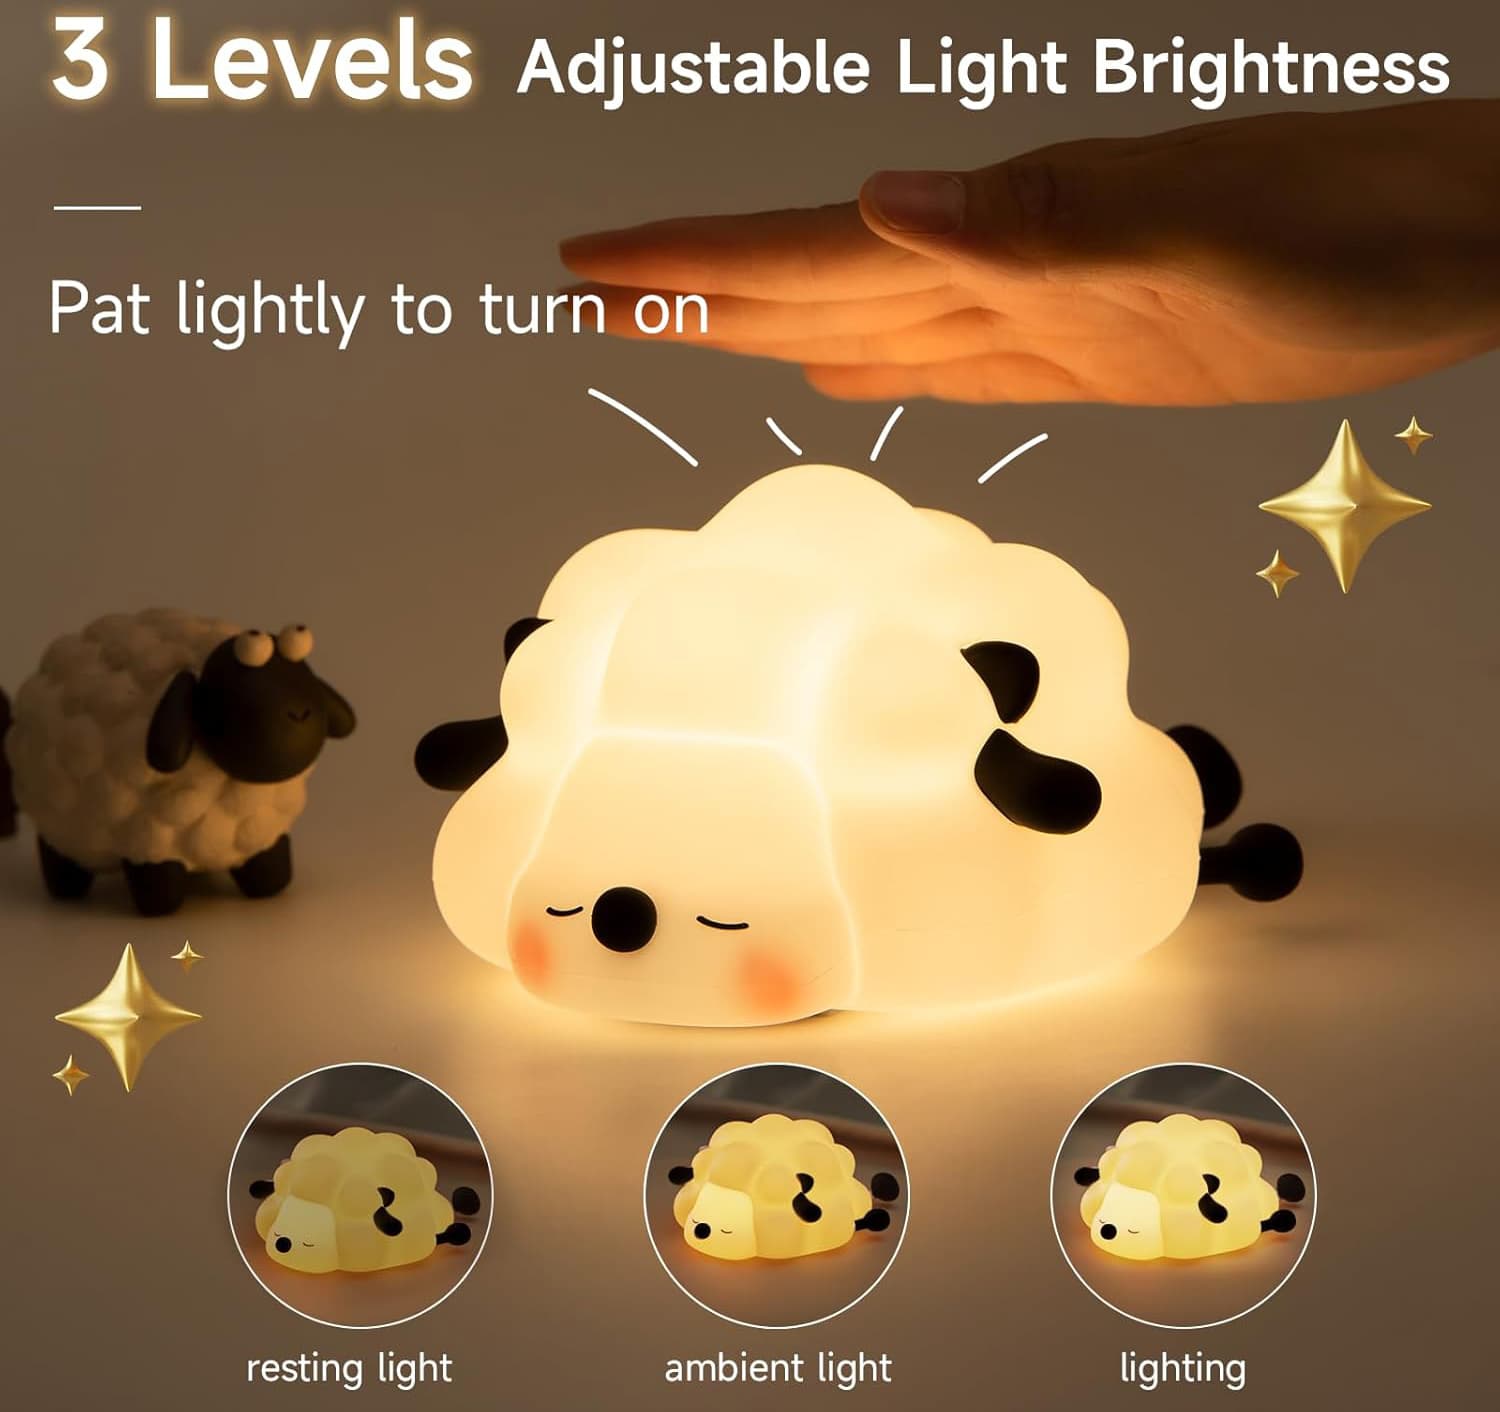 3 Levels Adjustable Light Brightness
Pat lightly to turn on
resting light
ambient light
lighting